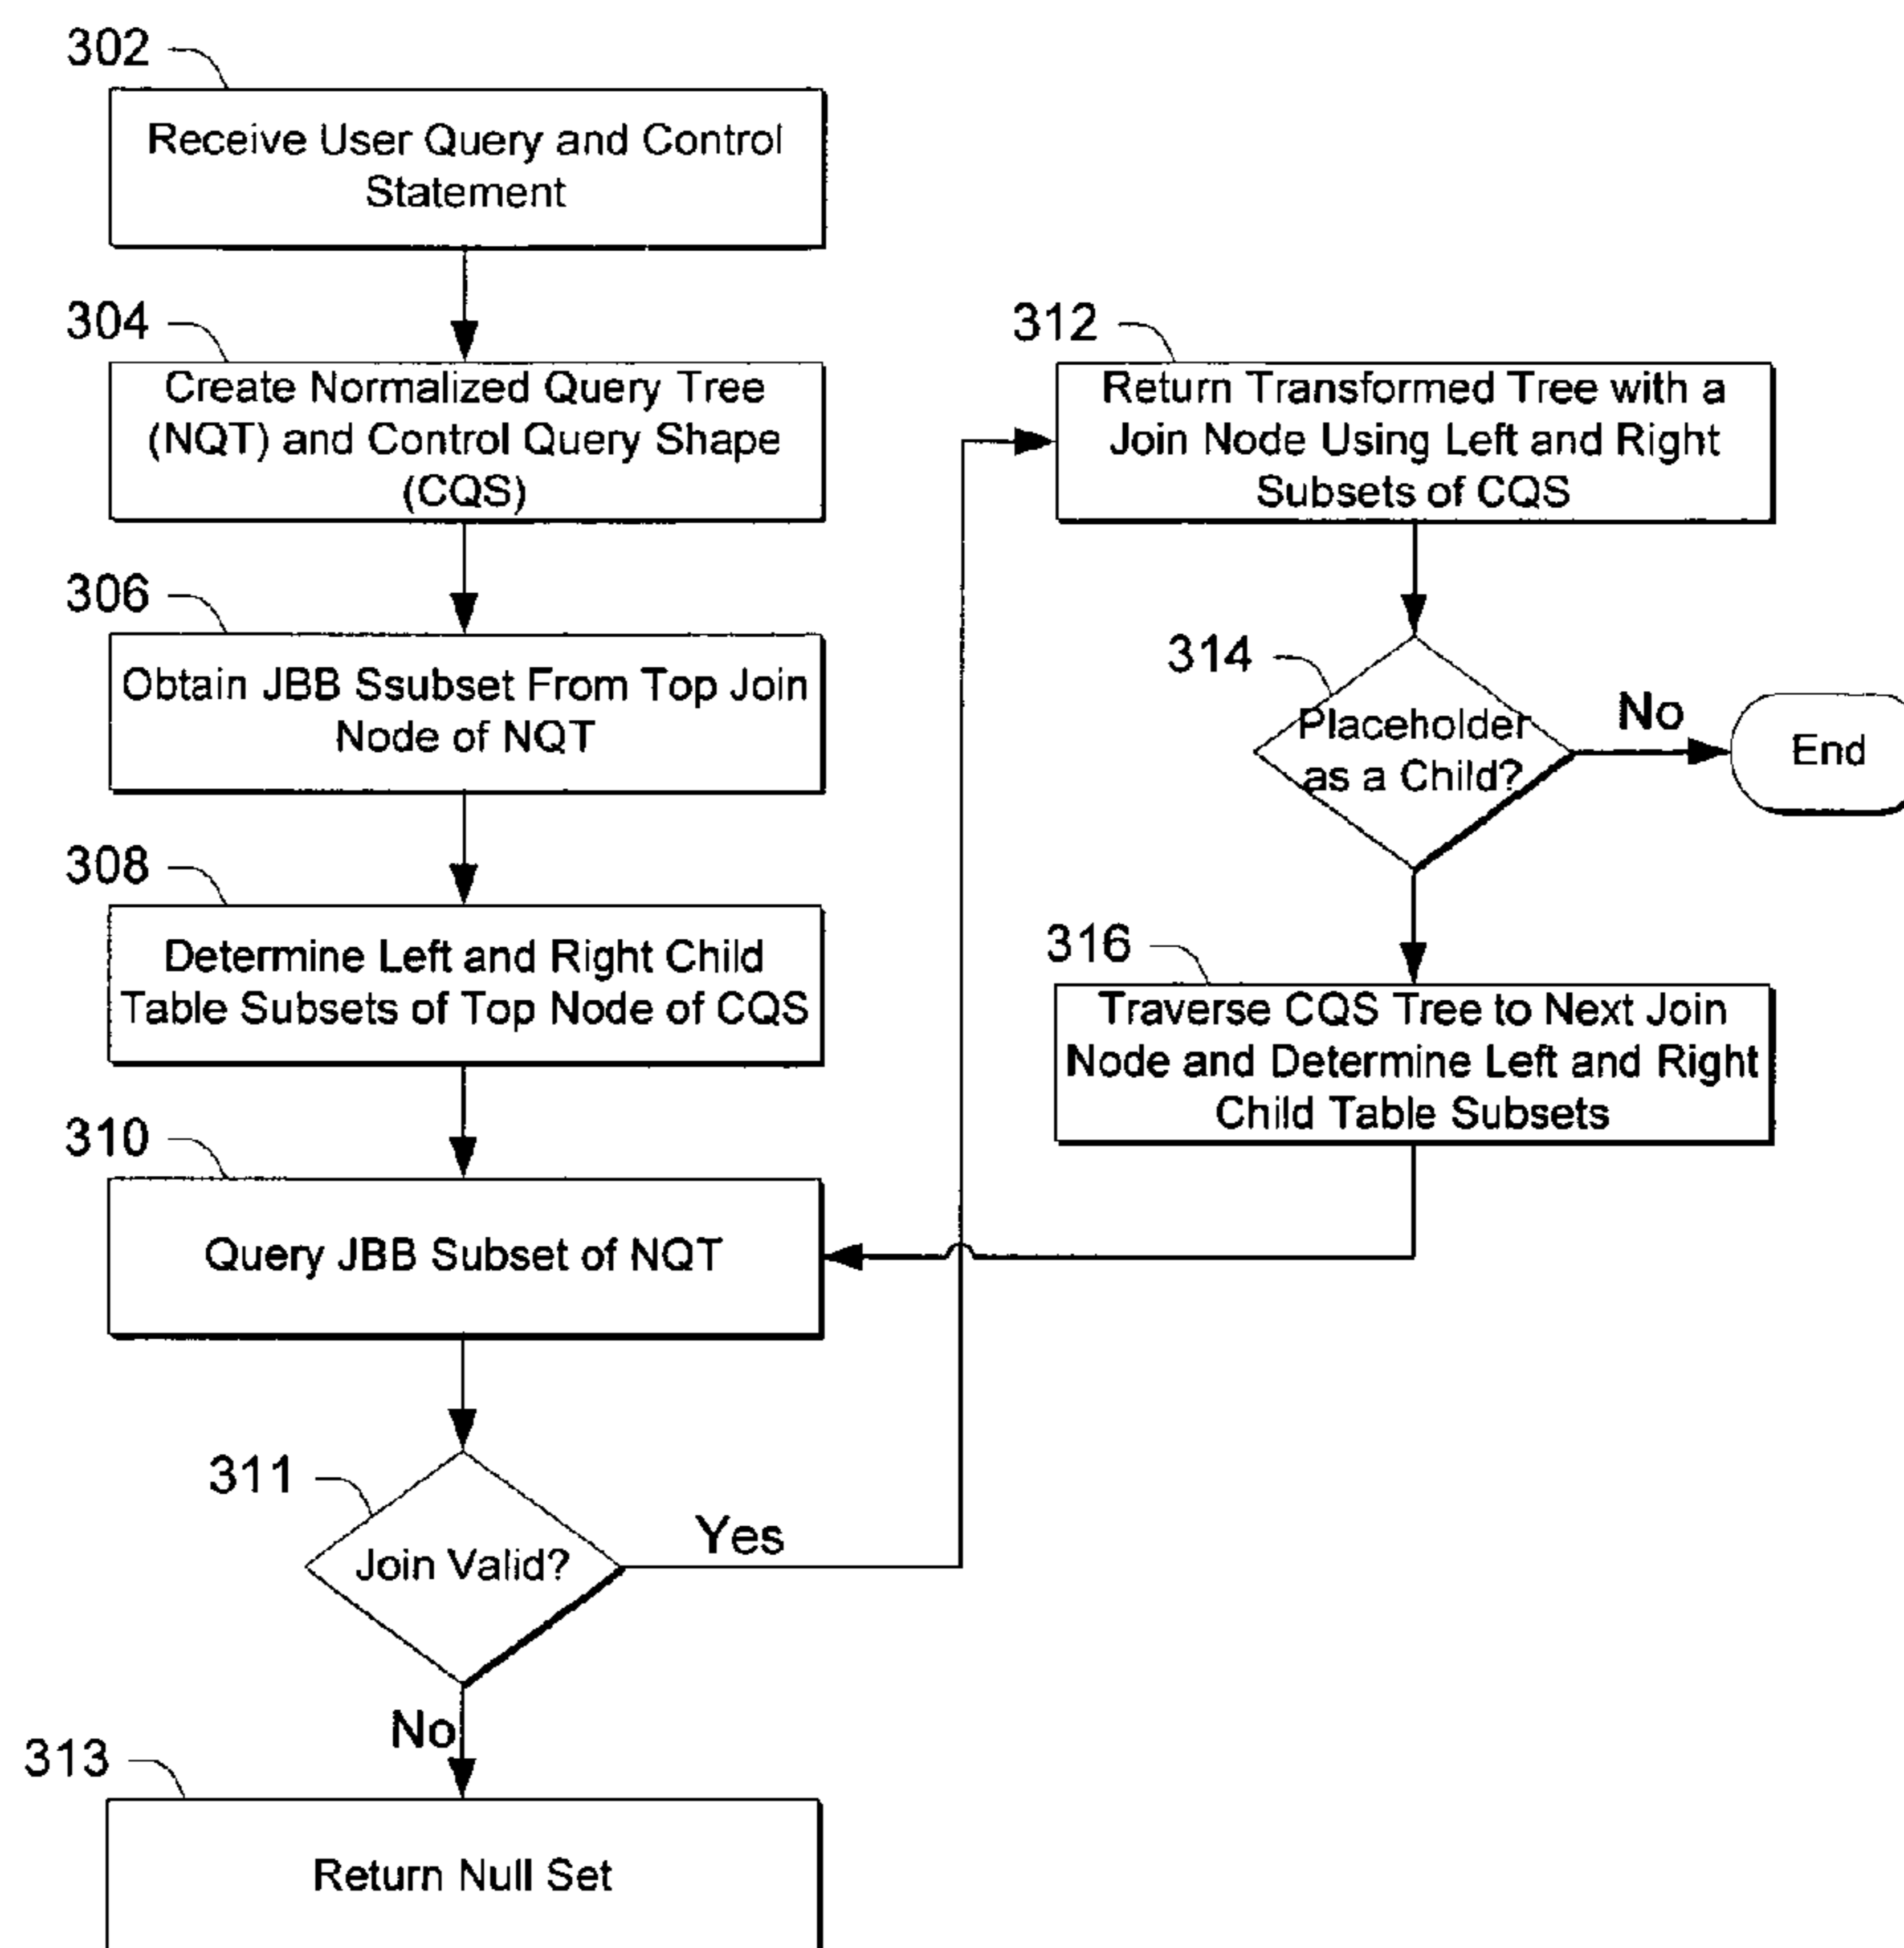 302
Receive User Query and Control
Statement
304
Create Normalized Query Tree
(NQT) and Control Query Shape
(CQS)
306
Obtain JBB Ssubset From Top Join
Node of NQT
308
Determine Left and Right Child
Table Subsets of Top Node of CQS
310
Query JBB Subset of NQT
311
Join Valid?
Yes
No
313
Return Null Set
312
Return Transformed Tree with a
Join Node Using Left and Right
Subsets of CQS
314
Placeholder
as a Child?
No
End
316
Traverse CQS Tree to Next Join
Node and Determine Left and Right
Child Table Subsets